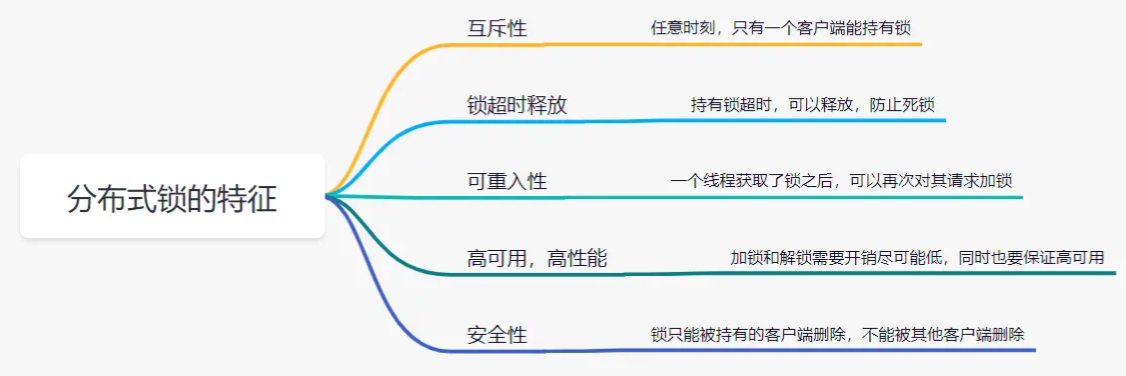 分布式锁的特征
互斥性
任意时刻，只有一个客户端能持有锁
锁超时释放
持有锁超时，可以释放，防止死锁
可重入性
一个线程获取了锁之后，可以再次对其请求加锁
高可用，高性能
加锁和解锁需要开销尽可能低，同时也要保证高可用
安全性
锁只能被持有的客户端删除，不能被其他客户端删除